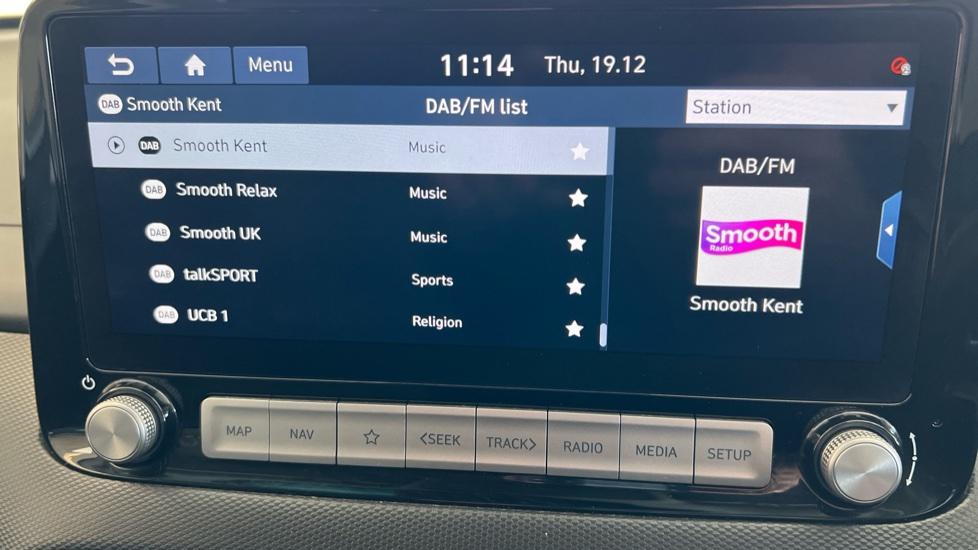 Menu 11:14 Thu, 19.12
DAB Smooth Kent DAB/FM list Station
DAB Smooth Kent Music
DAB Smooth Relax Music
DAB Smooth UK Music
DAB talkSPORT Sports
DAB UCB 1 Religion
DAB/FM
Smooth
Radio
Smooth Kent
MAP NAV <SEEK TRACK> RADIO MEDIA SETUP